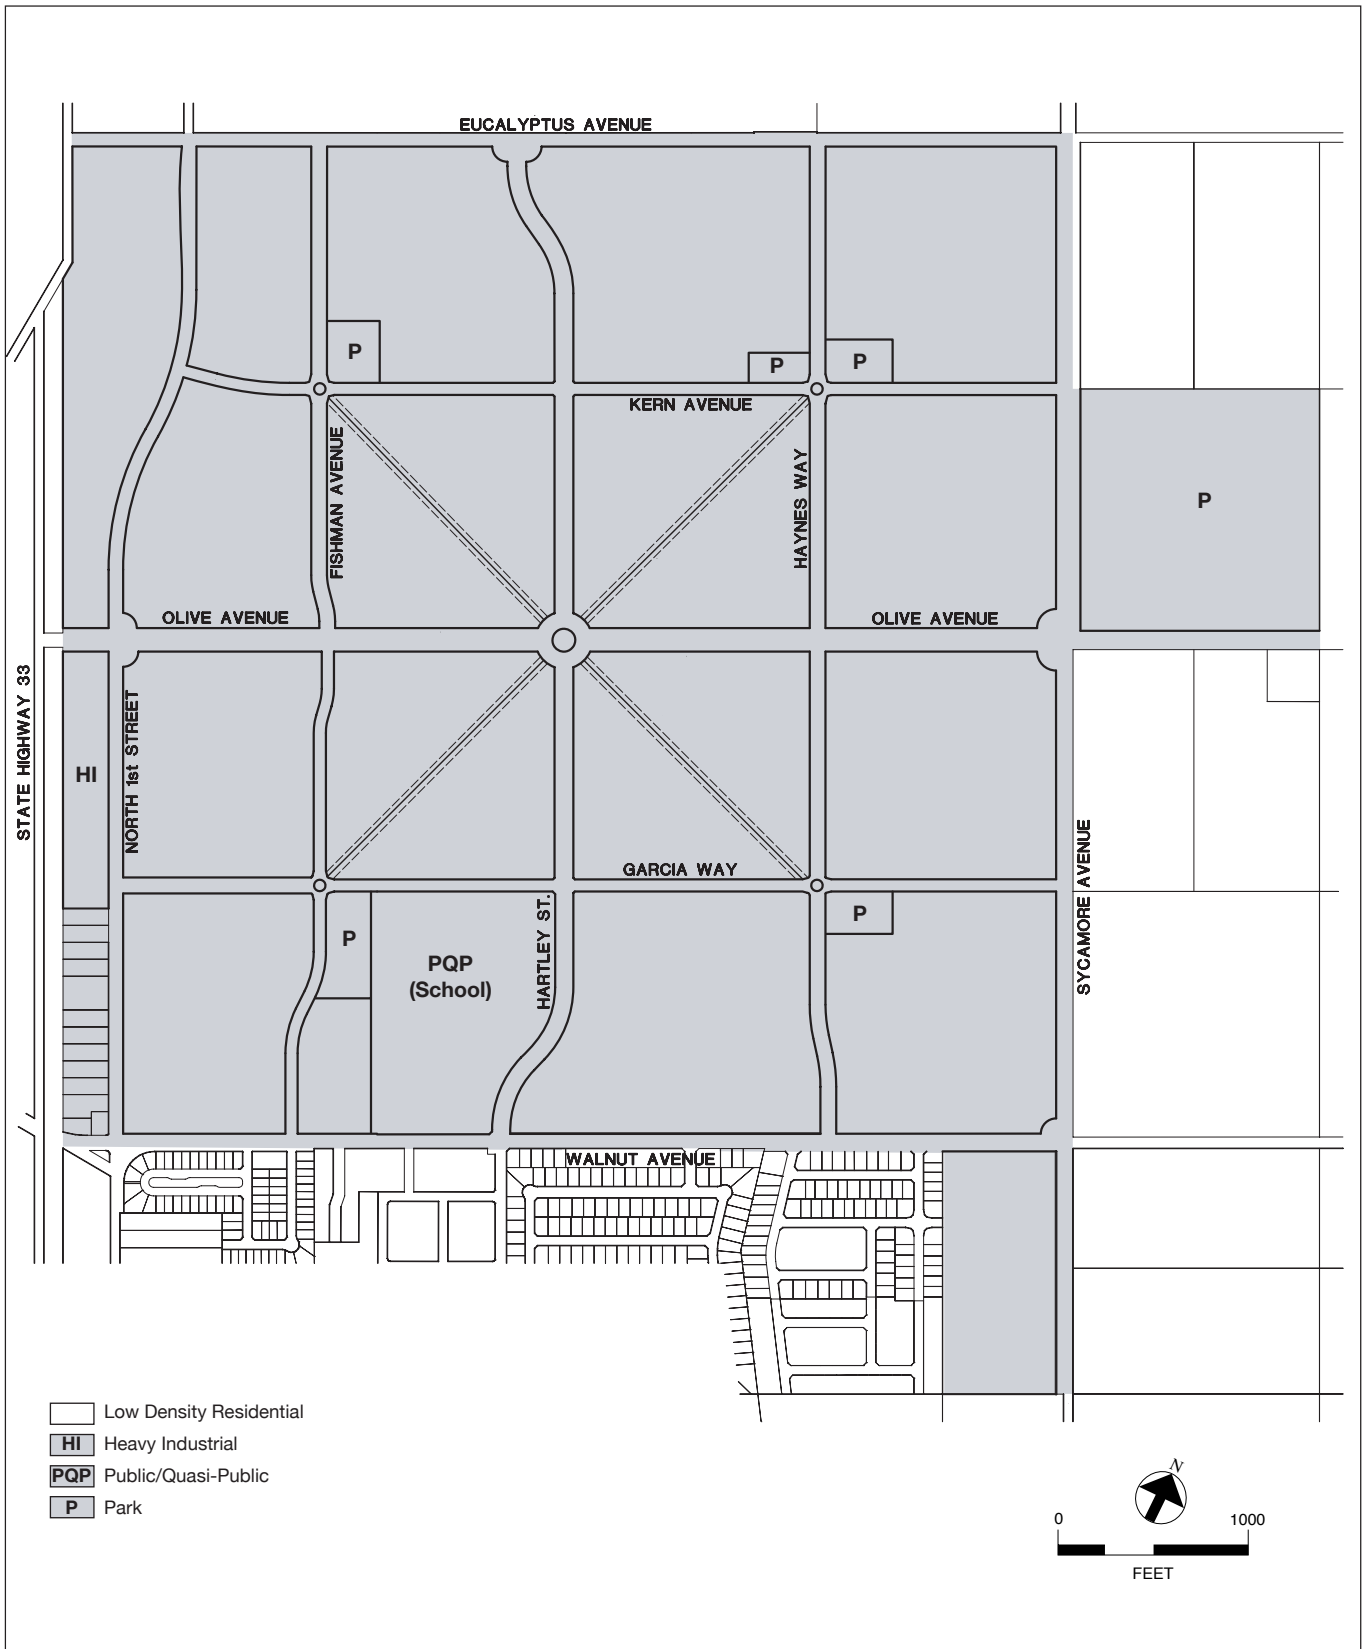 EUCALYPTUS AVENUE
P
P
P
KERN AVENUE
FISHMAN AVENUE
HAYNES WAY
P
OLIVE AVENUE
OLIVE AVENUE
STATE HIGHWAY 33
HI
NORTH 1st STREET
GARCIA WAY
SYCAMORE AVENUE
P
PQP
(School)
HARTLEY ST.
P
WALNUT AVENUE
Low Density Residential
HI Heavy Industrial
PQP Public/Quasi-Public
P Park
N
0 1000
FEET